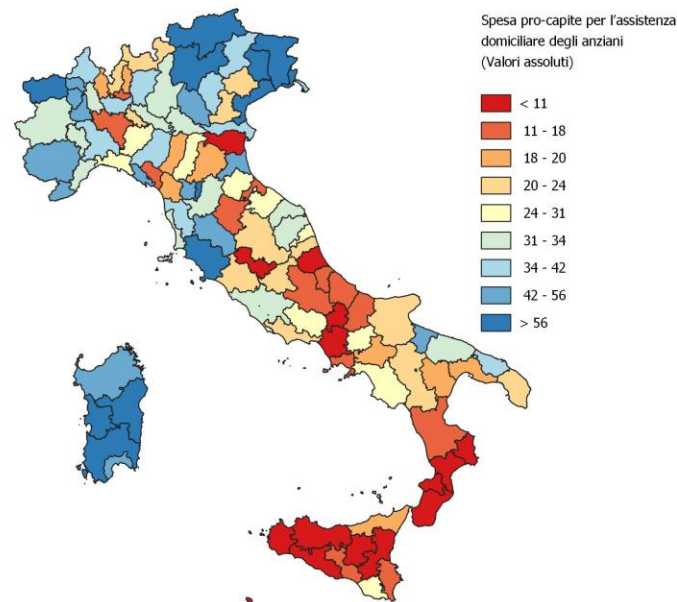 Spesa pro-capite per l'assistenza
domiciliare degli anziani
(Valori assoluti)
< 11
11 - 18
18 - 20
20 - 24
24 - 31
31 - 34
34 - 42
42 - 56
> 56